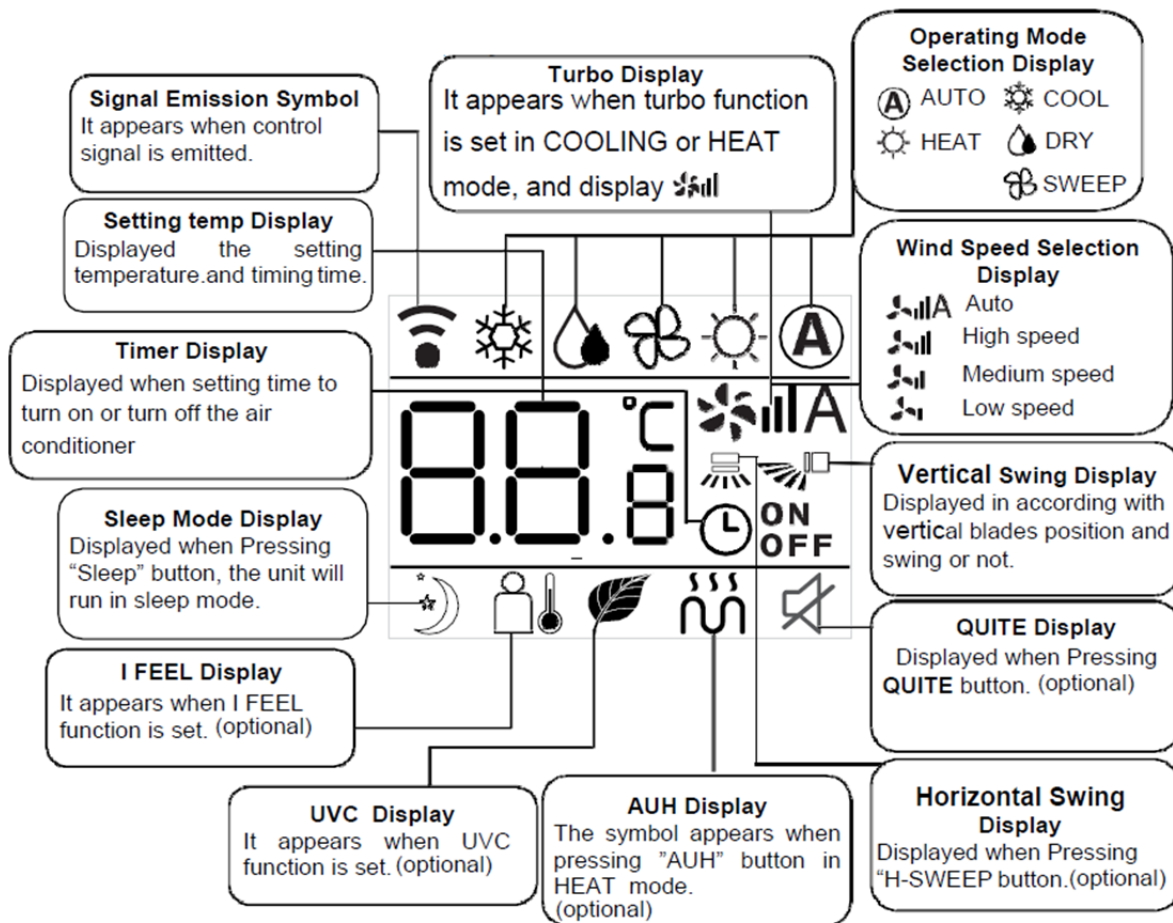 Operating Mode
Selection Display
A AUTO COOL
HEAT DRY
SWEEP
Turbo Display
It appears when turbo function
is set in COOLING or HEAT
mode, and display
Signal Emission Symbol
It appears when control
signal is emitted.
Setting temp Display
Displayed the setting
temperature.and timing time.
Wind Speed Selection
Display
A Auto
High speed
Medium speed
Low speed
Timer Display
Displayed when setting time to
turn on or turn off the air
conditioner
A
88.8 °C
A
ON
OFF
Vertical Swing Display
Displayed in according with
vertical blades position and
swing or not.
Sleep Mode Display
Displayed when Pressing
“Sleep” button, the unit will
run in sleep mode.
QUITE Display
Displayed when Pressing
QUITE button. (optional)
I FEEL Display
It appears when I FEEL
function is set. (optional)
UVC Display
It appears when UVC
function is set.(optional)
AUH Display
The symbol appears when
pressing ”AUH” button in
HEAT mode.
(optional)
Horizontal Swing
Display
Displayed when Pressing
“H-SWEEP button.(optional)